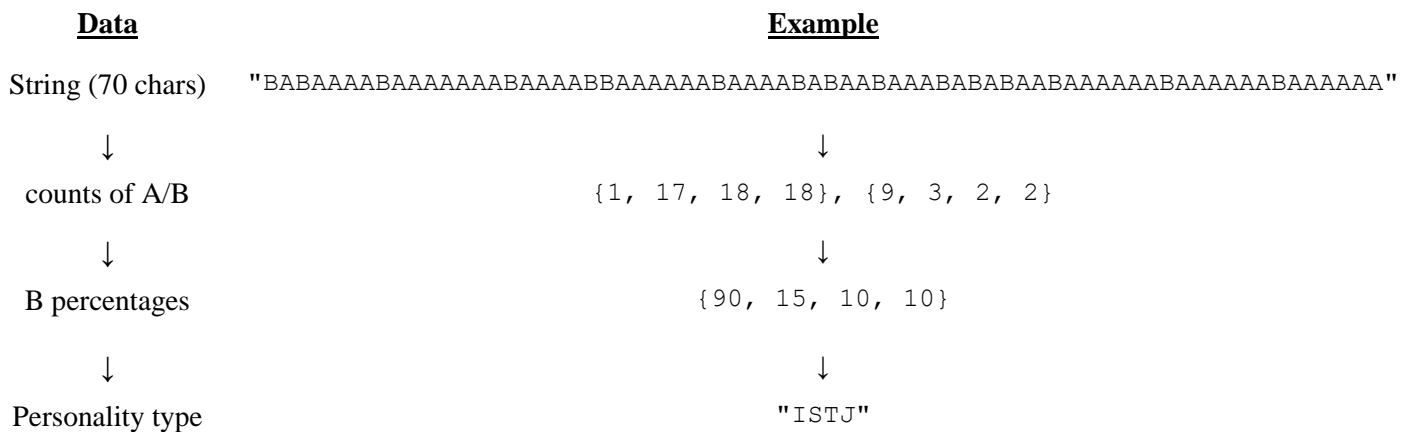 Data Example
String (70 chars) "BABAAAABAAAAAAABAAAABBAAAAAABAAAABABAABAAABABABAABAAAAAABAAAAAABAAAAAA"
↓ ↓
counts of A/B {1, 17, 18, 18}, {9, 3, 2, 2}
↓ ↓
B percentages {90, 15, 10, 10}
↓ ↓
Personality type "ISTJ"